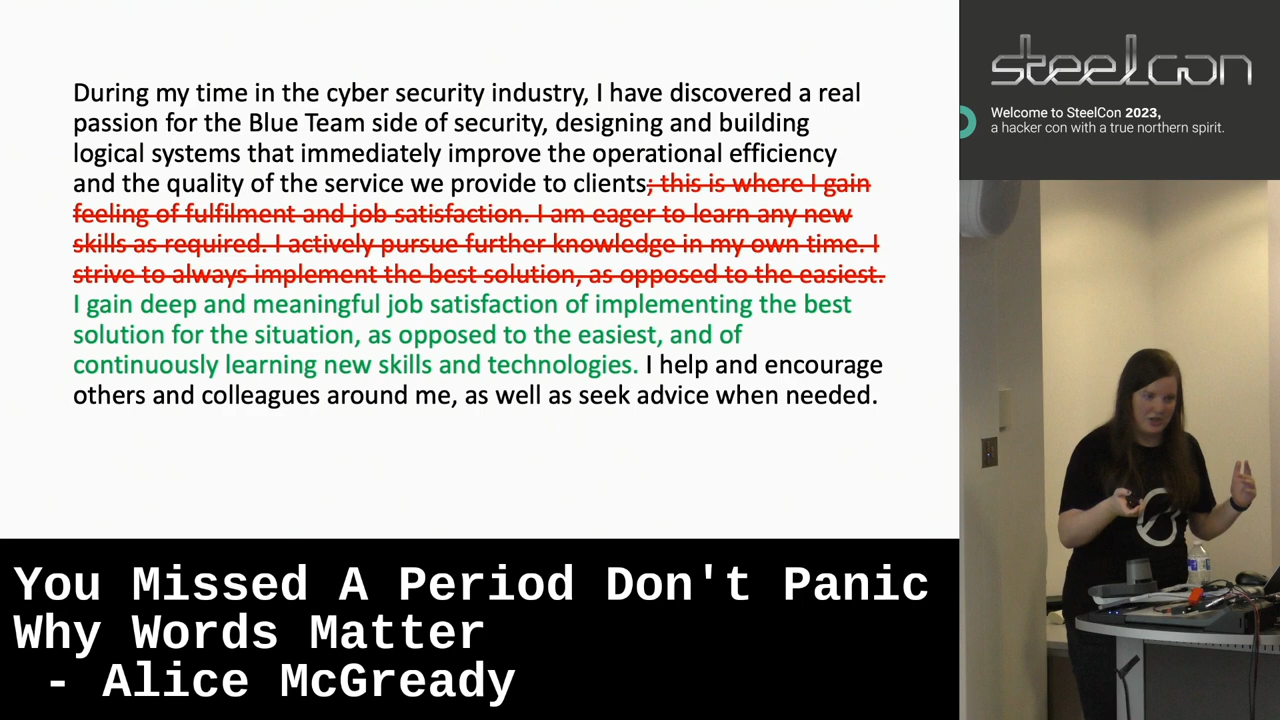 During my time in the cyber security industry, I have discovered a real
passion for the Blue Team side of security, designing and building
logical systems that immediately improve the operational efficiency
and the quality of the service we provide to clients; this is where I gain
feeling of fulfilment and job satisfaction. I am eager to learn any new
skills as required. I actively pursue further knowledge in my own time. I
strive to always implement the best solution, as opposed to the easiest.
I gain deep and meaningful job satisfaction of implementing the best
solution for the situation, as opposed to the easiest, and of
continuously learning new skills and technologies. I help and encourage
others and colleagues around me, as well as seek advice when needed.
steelcon
Welcome to SteelCon 2023,
a hacker con with a true northern spirit.
You Missed A Period Don't Panic
Why Words Matter
- Alice McGready